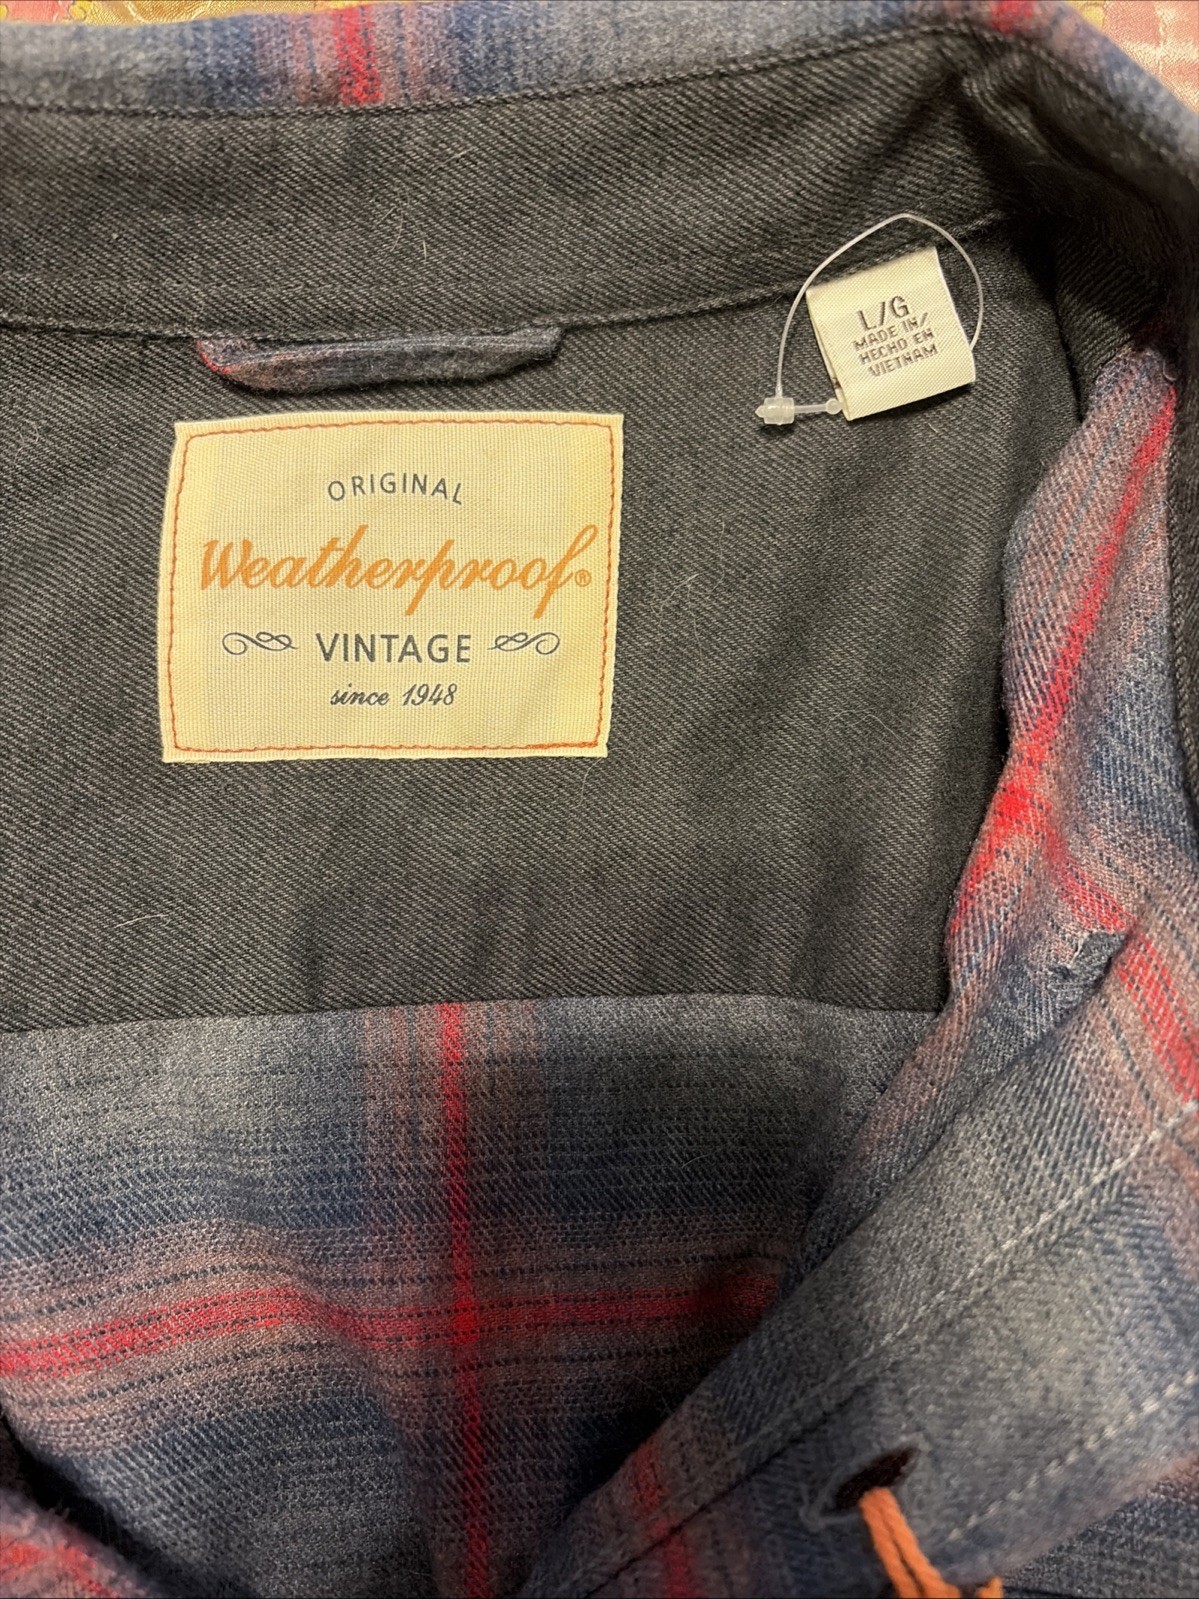 L/G
MADE IN/
HECHO EN
VIETNAM
ORIGINAL
Weatherproof®
VINTAGE
since 1948